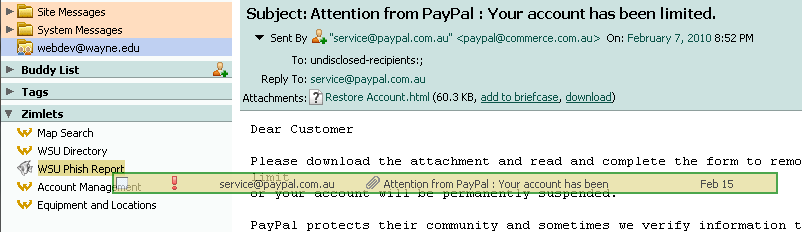 Site Messages
System Messages
webdev@wayne.edu
Buddy List
Tags
Zimlets
Map Search
WSU Directory
WSU Phish Report
Account Management
Equipment and Locations
Subject: Attention from PayPal : Your account has been limited.
Sent By "service@paypal.com.au" <paypal@commerce.com.au> On: February 7, 2010 8:52 PM
To: undisclosed-recipients:;
Reply To: service@paypal.com.au
Attachments: ? Restore Account.html (60.3 KB, add to briefcase, download)
Dear Customer
Please download the attachment and read and complete the form to remo
limit
service@paypal.com.au Attention from PayPal : Your account has been Feb 15
or your account will be permanently suspended.
PayPal protects their community and sometimes we verify information t